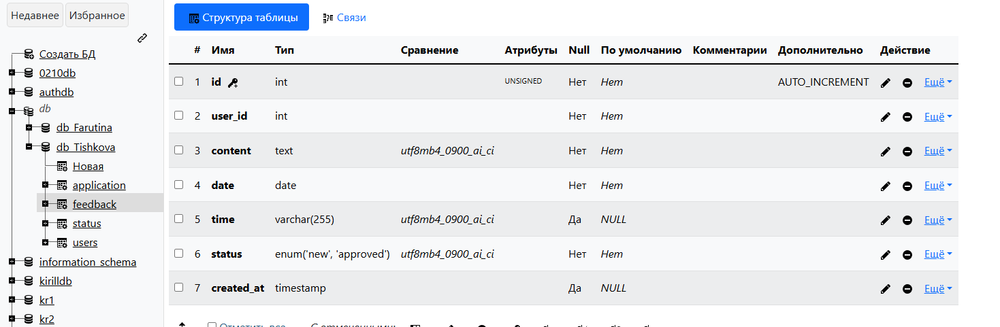 Недавнее Избранное
Создать БД
0210db
authdb
db
db_Farutina
db_Tishkova
Новая
application
feedback
status
users
information_schema
kirilldb
kr1
kr2
Структура таблицы Связи
# Имя Тип Сравнение Атрибуты Null По умолчанию Комментарии Дополнительно Действие
1 id int UNSIGNED Нет Нет AUTO_INCREMENT Ещё
2 user_id int Нет Нет Ещё
3 content text utf8mb4_0900_ai_ci Нет Нет Ещё
4 date date Нет Нет Ещё
5 time varchar(255) utf8mb4_0900_ai_ci Да NULL Ещё
6 status enum('new', 'approved') utf8mb4_0900_ai_ci Нет Нет Ещё
7 created_at timestamp Да NULL Ещё
Отметить все С отмеченными: